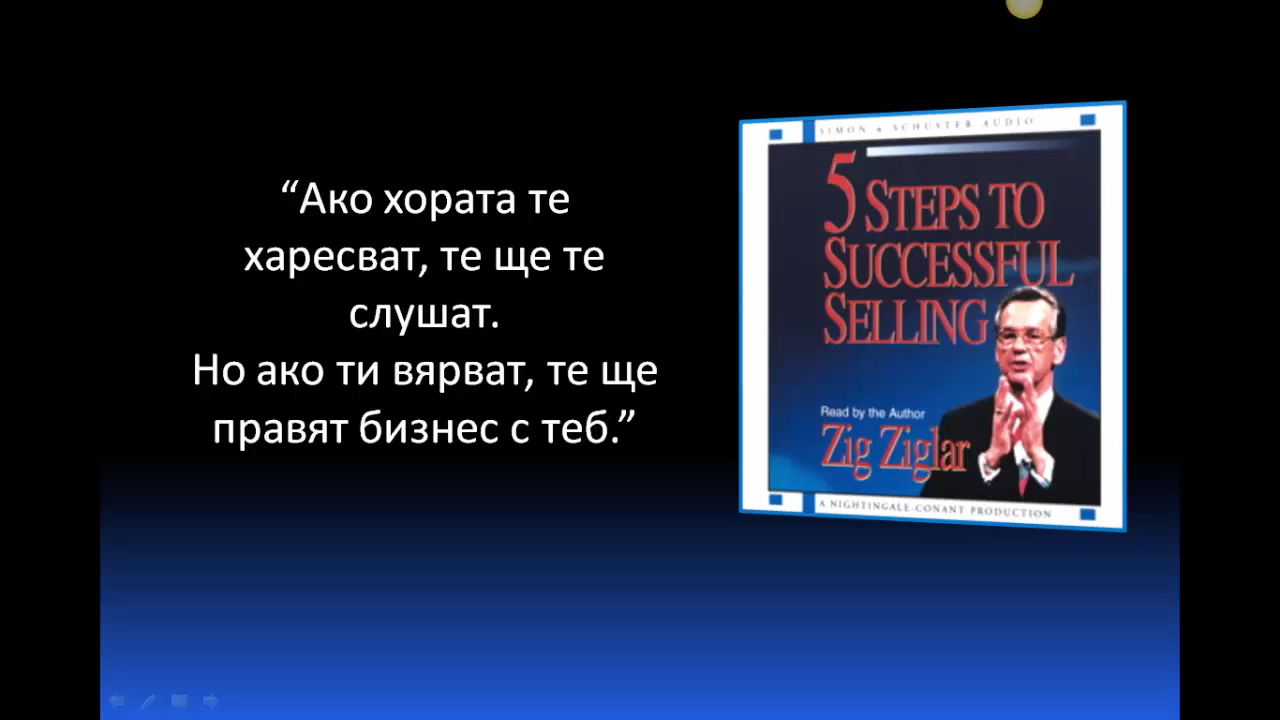 “Ако хората те
харесват, те ще те
слушат.
Но ако ти вярват, те ще
правят бизнес с теб.”
SIMON & SCHUSTER AUDIO
5 STEPS TO
SUCCESSFUL
SELLING
Read by the Author
Zig Ziglar
A NIGHTINGALE-CONANT PRODUCTION